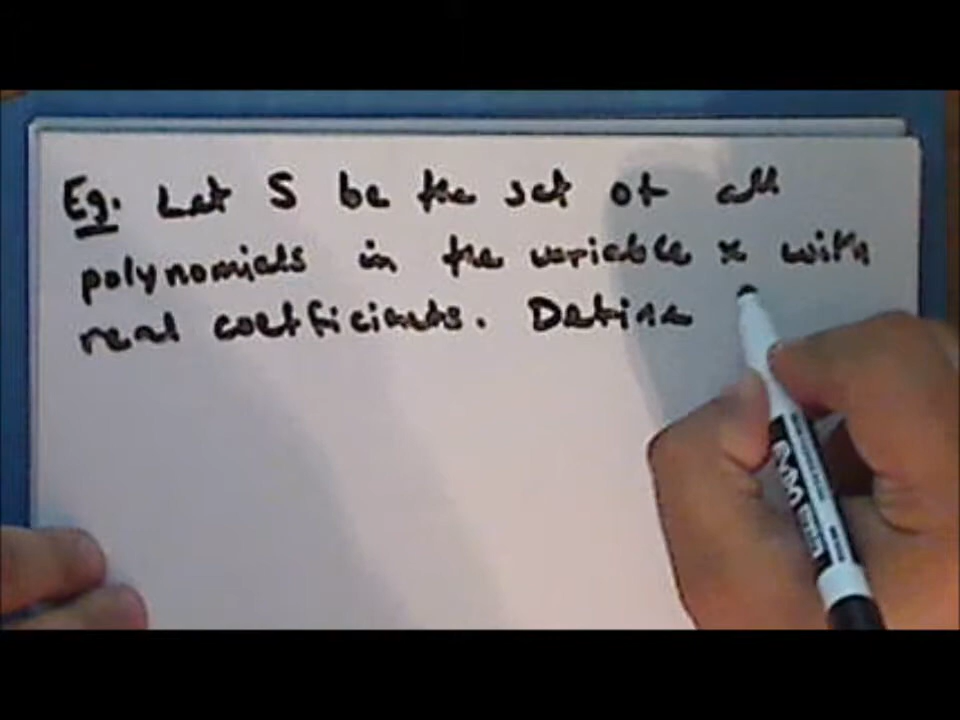 Eg. Let S be the set of all
polynomials in the variable x with
real coefficients. Define